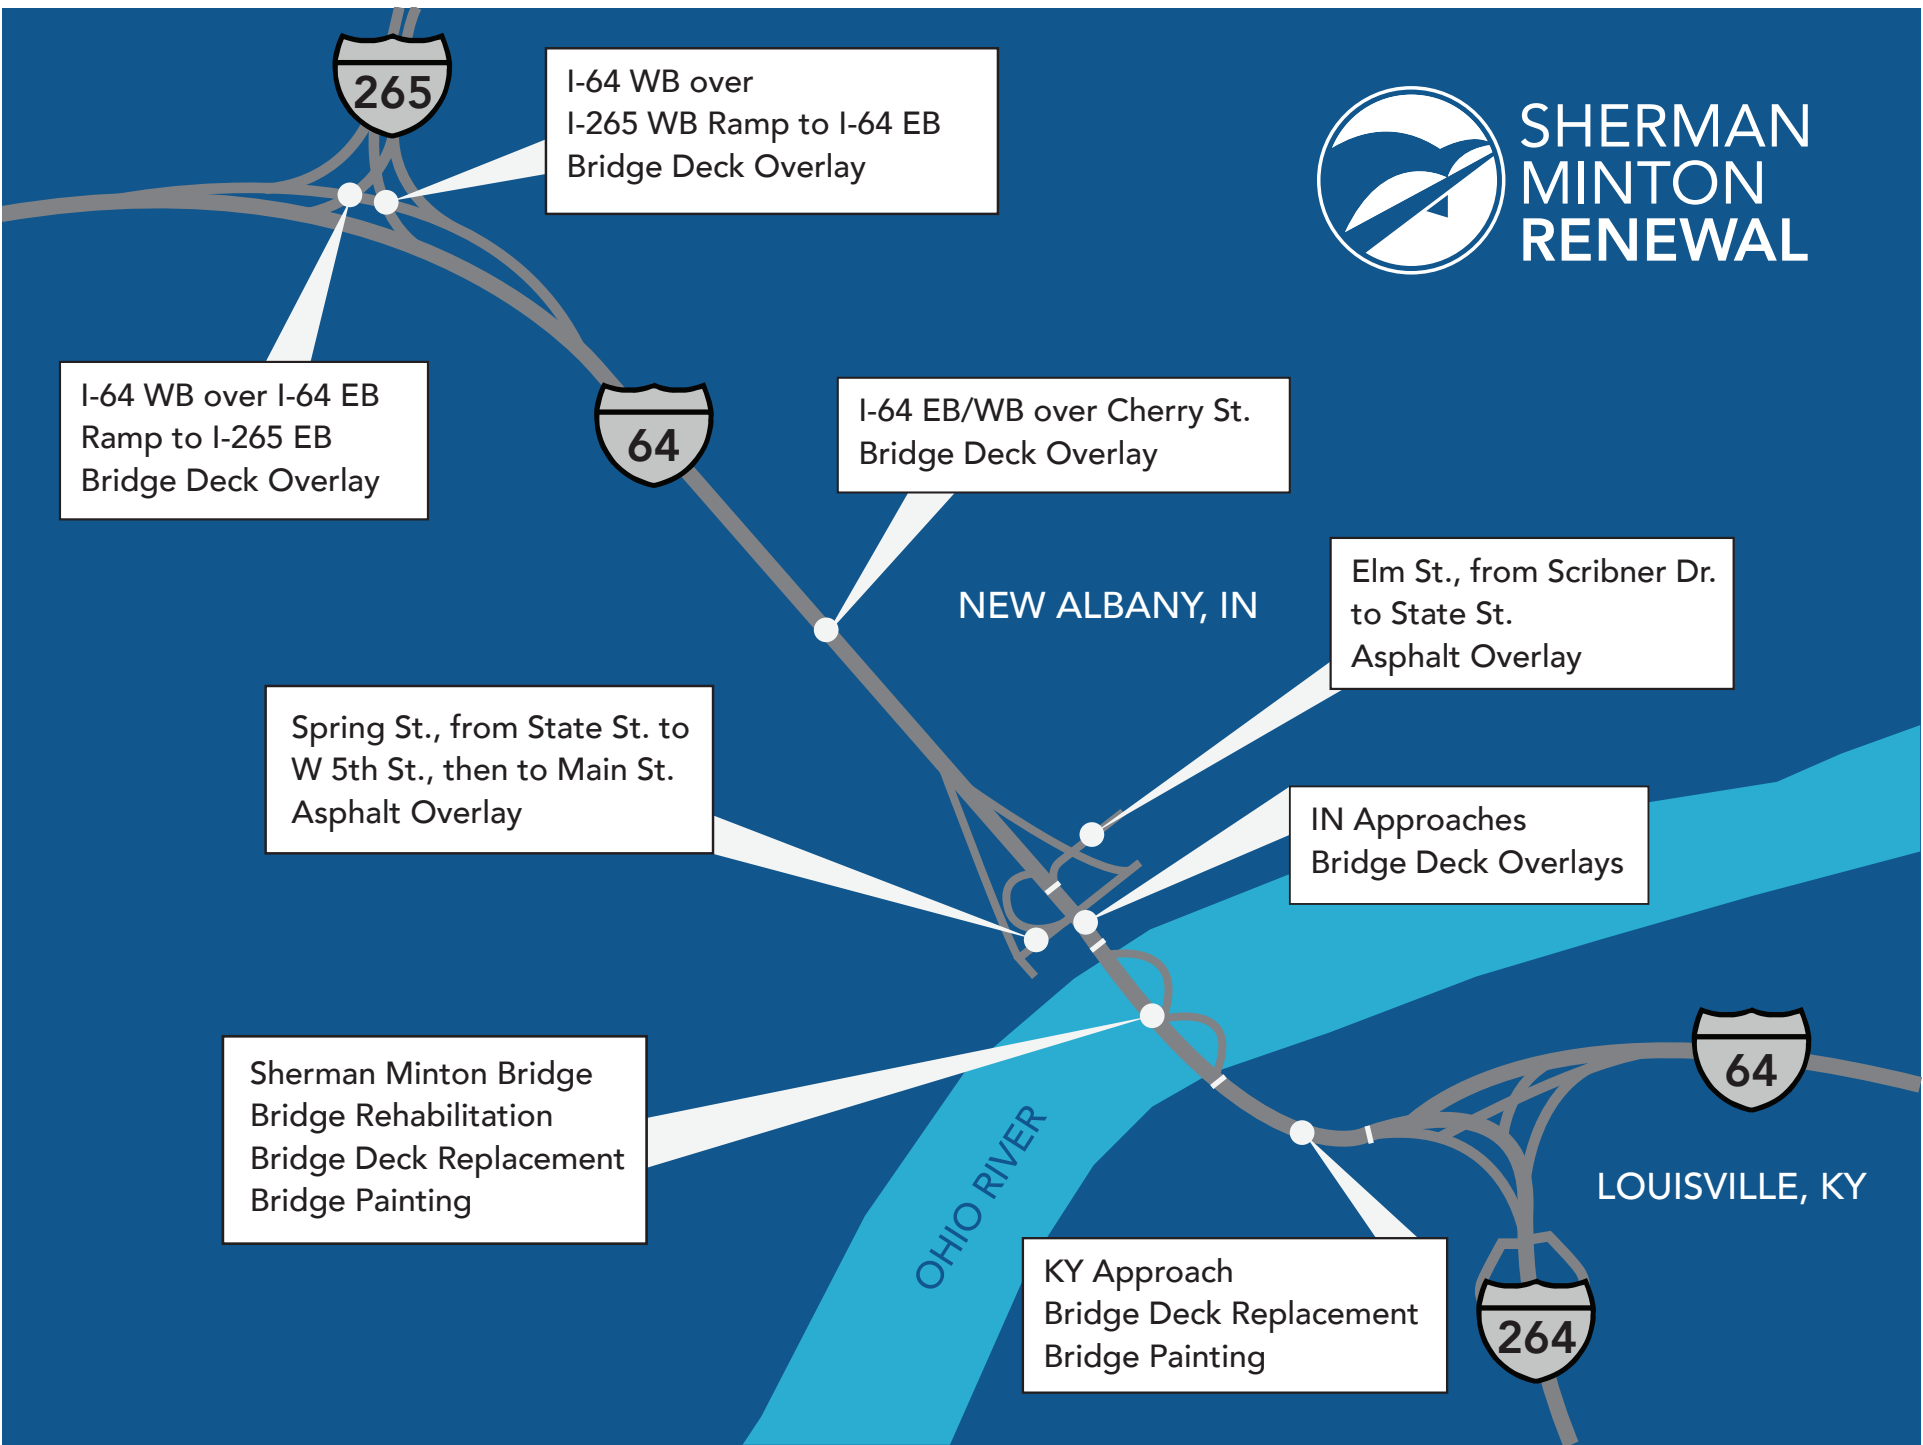 265
I-64 WB over
I-265 WB Ramp to I-64 EB
Bridge Deck Overlay
SHERMAN
MINTON
RENEWAL
I-64 WB over I-64 EB
Ramp to I-265 EB
Bridge Deck Overlay
64
I-64 EB/WB over Cherry St.
Bridge Deck Overlay
NEW ALBANY, IN
Elm St., from Scribner Dr.
to State St.
Asphalt Overlay
Spring St., from State St. to
W 5th St., then to Main St.
Asphalt Overlay
IN Approaches
Bridge Deck Overlays
Sherman Minton Bridge
Bridge Rehabilitation
Bridge Deck Replacement
Bridge Painting
OHIO RIVER
64
LOUISVILLE, KY
KY Approach
Bridge Deck Replacement
Bridge Painting
264